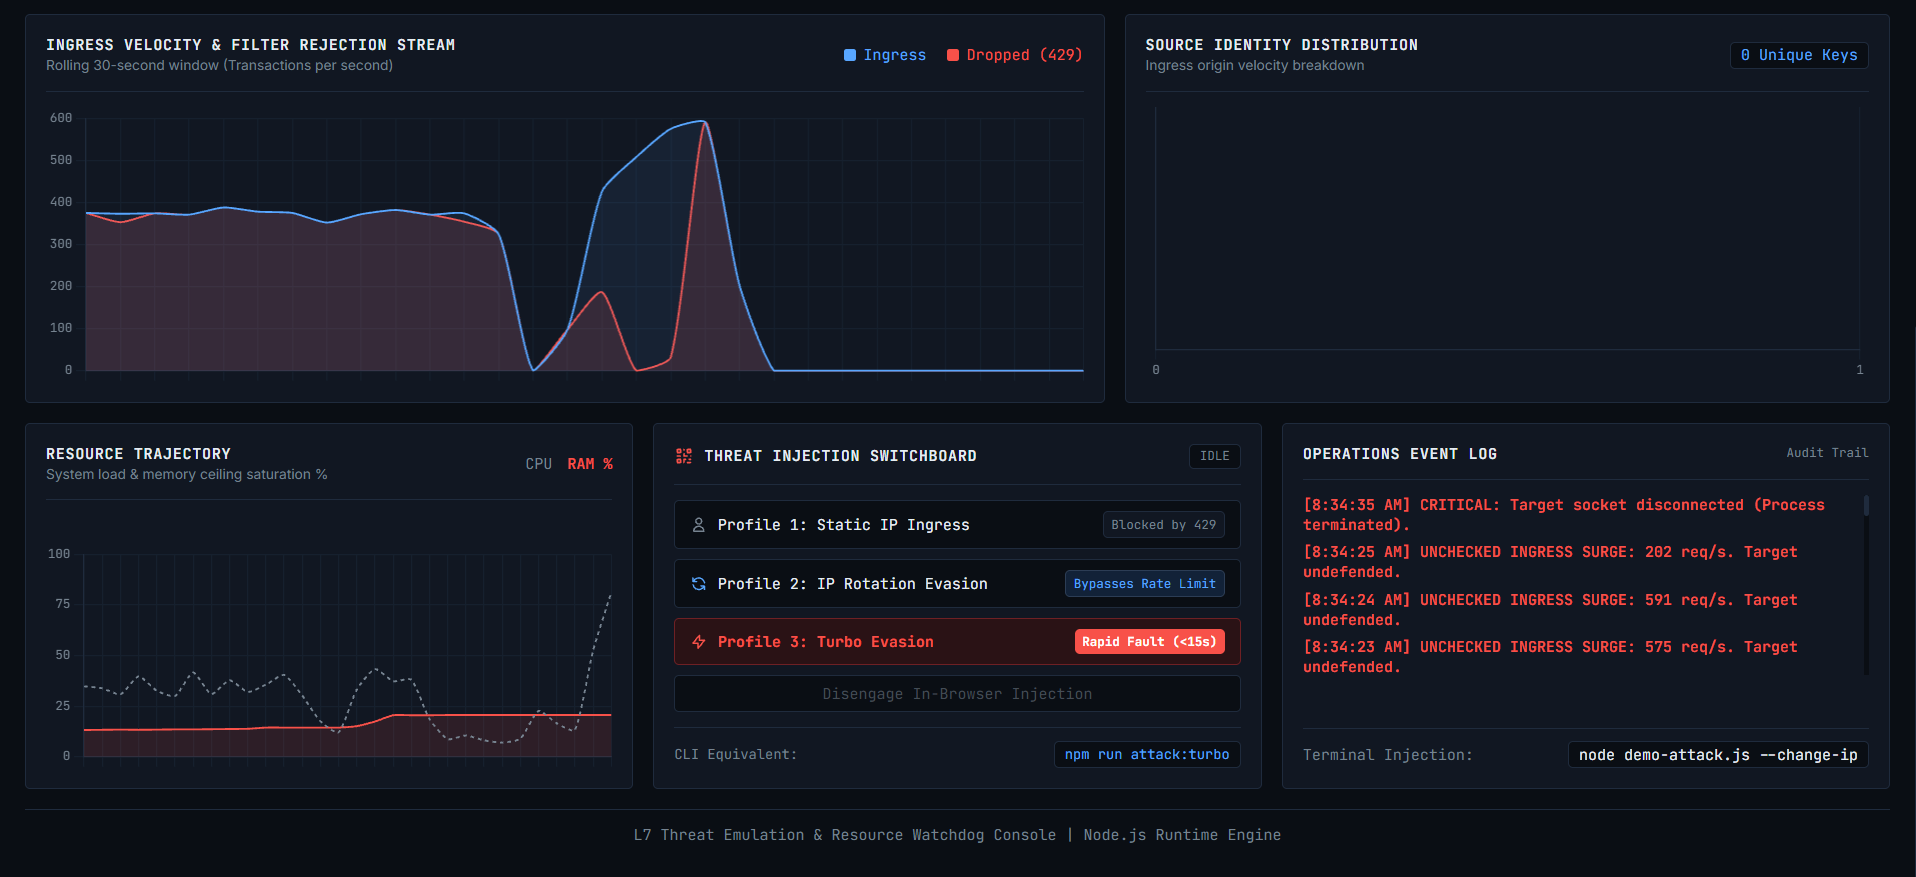 INGRESS VELOCITY & FILTER REJECTION STREAM
Rolling 30-second window (Transactions per second)
Ingress
Dropped (429)
600
500
400
300
200
100
0
SOURCE IDENTITY DISTRIBUTION
Ingress origin velocity breakdown
0 Unique Keys
0
1
RESOURCE TRAJECTORY
System load & memory ceiling saturation %
CPU
RAM %
100
75
50
25
0
THREAT INJECTION SWITCHBOARD
IDLE
Profile 1: Static IP Ingress
Blocked by 429
Profile 2: IP Rotation Evasion
Bypasses Rate Limit
Profile 3: Turbo Evasion
Rapid Fault (<15s)
Disengage In-Browser Injection
CLI Equivalent:
npm run attack:turbo
OPERATIONS EVENT LOG
Audit Trail
[8:34:35 AM] CRITICAL: Target socket disconnected (Process
terminated).
[8:34:25 AM] UNCHECKED INGRESS SURGE: 202 req/s. Target
undefended.
[8:34:24 AM] UNCHECKED INGRESS SURGE: 591 req/s. Target
undefended.
[8:34:23 AM] UNCHECKED INGRESS SURGE: 575 req/s. Target
undefended.
Terminal Injection:
node demo-attack.js --change-ip
L7 Threat Emulation & Resource Watchdog Console | Node.js Runtime Engine